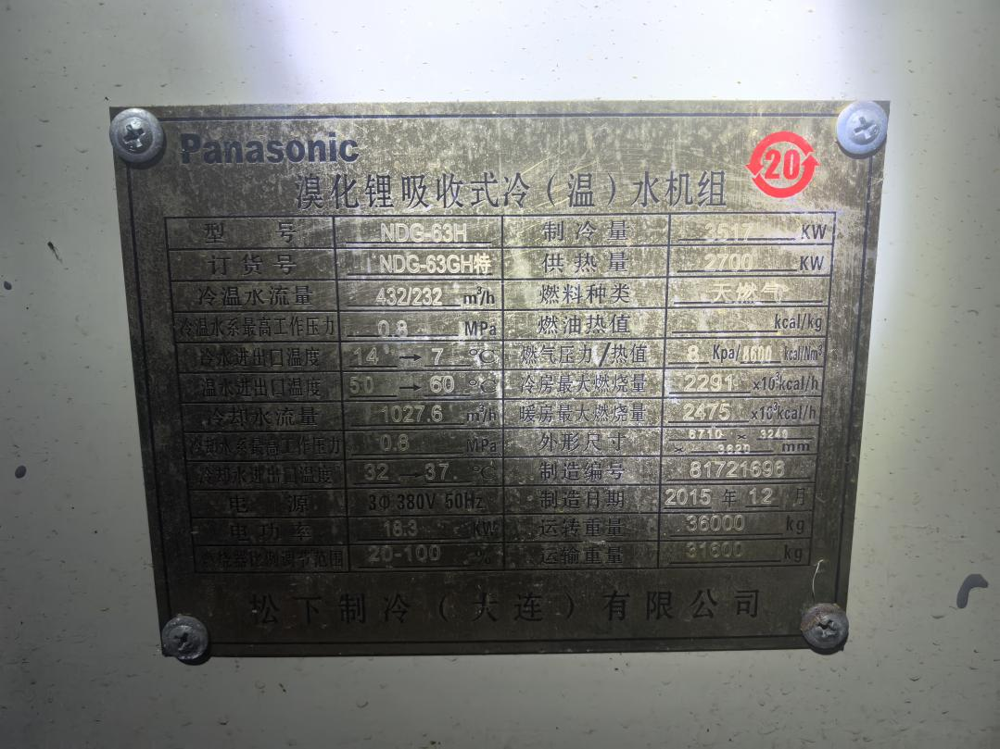 Panasonic
20
溴化锂吸收式冷（温）水机组
型 号 NDG-63H 制冷量 3517 KW
订货号 NDG-63GH特 供热量 2700 KW
冷温水流量 432/232 m³/h 燃料种类 天燃气
冷温水系最高工作压力 0.8 MPa 燃油热值 kcal/kg
冷水进出口温度 14 → 7 ℃ 燃气压力/热值 8 Kpa/8600 kcal/Nm³
温水进出口温度 50 → 60 ℃ 冷房最大燃烧量 2291 x10³kcal/h
冷却水流量 1027.6 m³/h 暖房最大燃烧量 2475 x10³kcal/h
冷却水系最高工作压力 0.8 MPa 外形尺寸 6710 × 3240 × 3820 mm
冷却水进出口温度 32 → 37 ℃ 制造编号 81721698
电 源 3Φ 380V 50Hz 制造日期 2015 年 12 月
电功率 18.3 KW 运转重量 36000 kg
燃烧器比例调节范围 20-100 % 运输重量 31600 kg
松下制冷（大连）有限公司